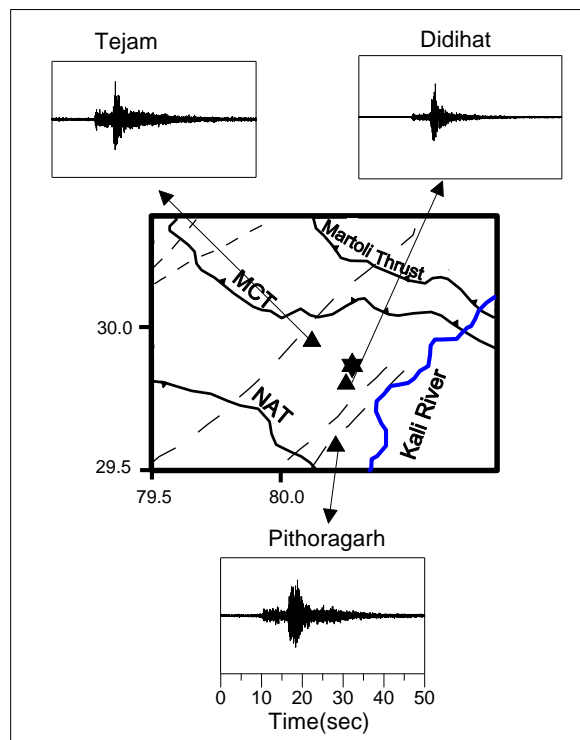 Tejam
Didihat
Martoli Thrust
MCT
30.0
NAT
Kali River
29.5
79.5
80.0
Pithoragarh
0 10 20 30 40 50
Time(sec)